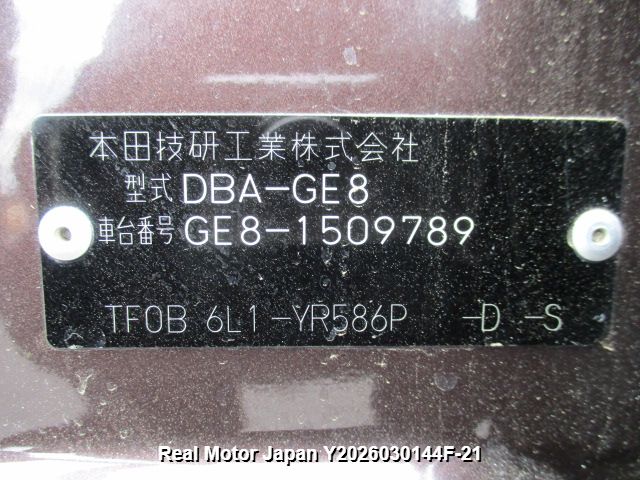 本田技研工業株式会社
型式 DBA-GE8
車台番号 GE8-1509789
TF0B 6L1-YR586P -D -S
Real Motor Japan Y2026030144F-21